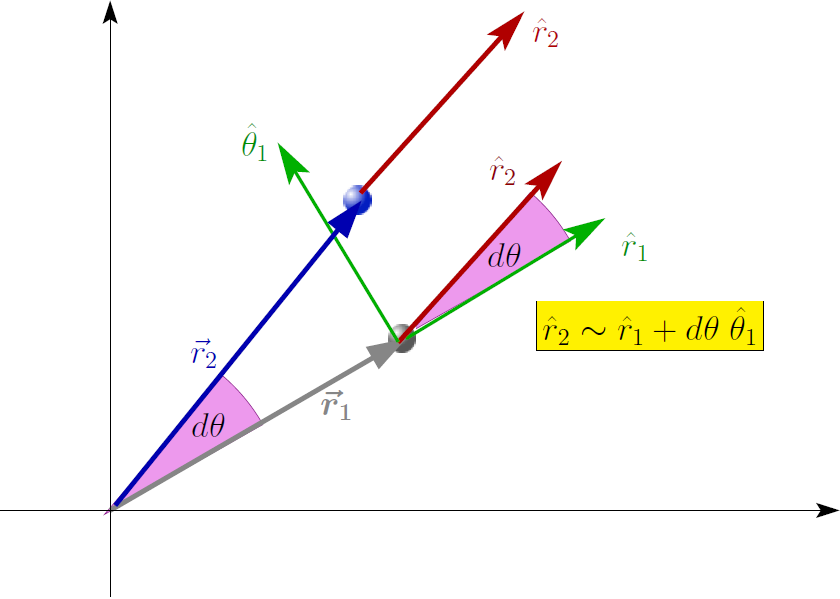 r̂₂
θ̂₁
r̂₂
r̂₁
dθ
r̂₂ ∼ r̂₁ + dθ θ̂₁
r⃗₂
r⃗₁
dθ